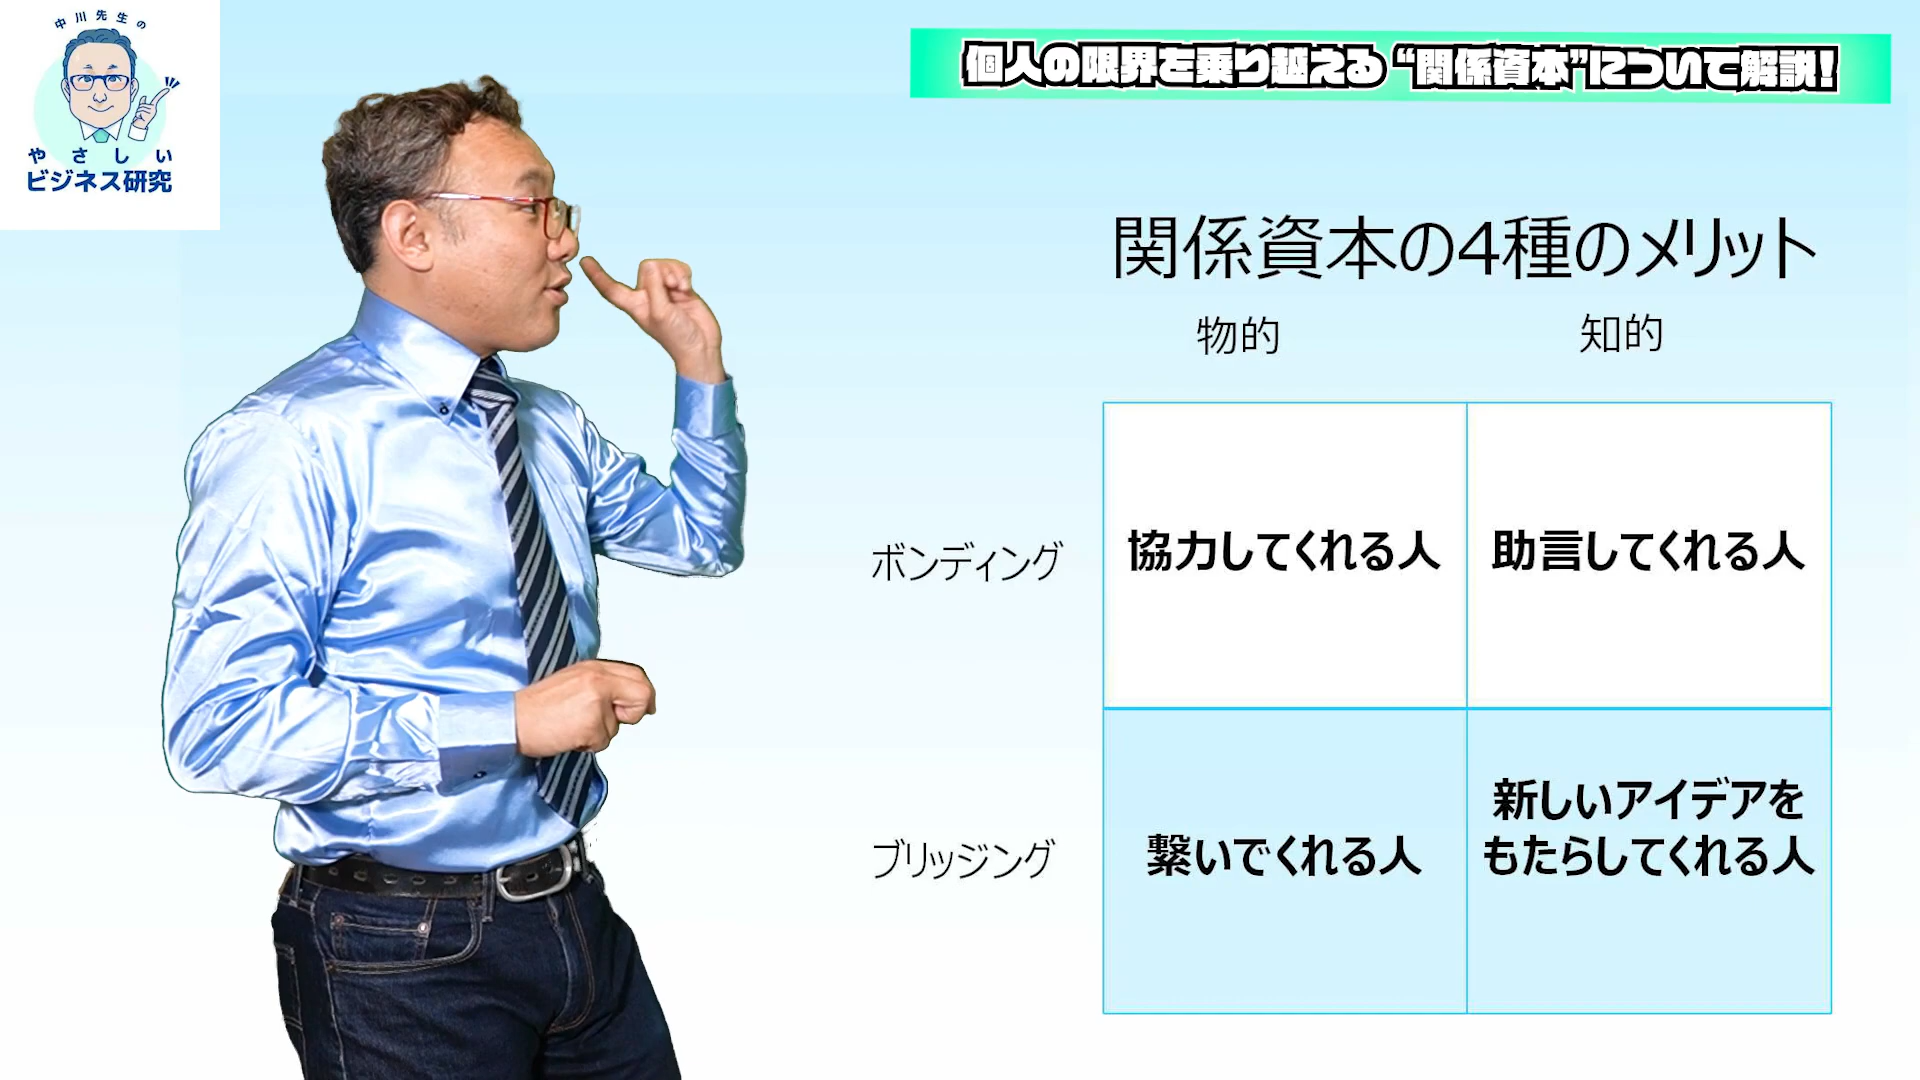 中川先生の
やさしい
ビジネス研究
個人の限界を乗り越える“関係資本”について解説!
関係資本の4種のメリット
物的 知的
ボンディング 協力してくれる人 助言してくれる人
ブリッジング 繋いでくれる人 新しいアイデアを
もたらしてくれる人